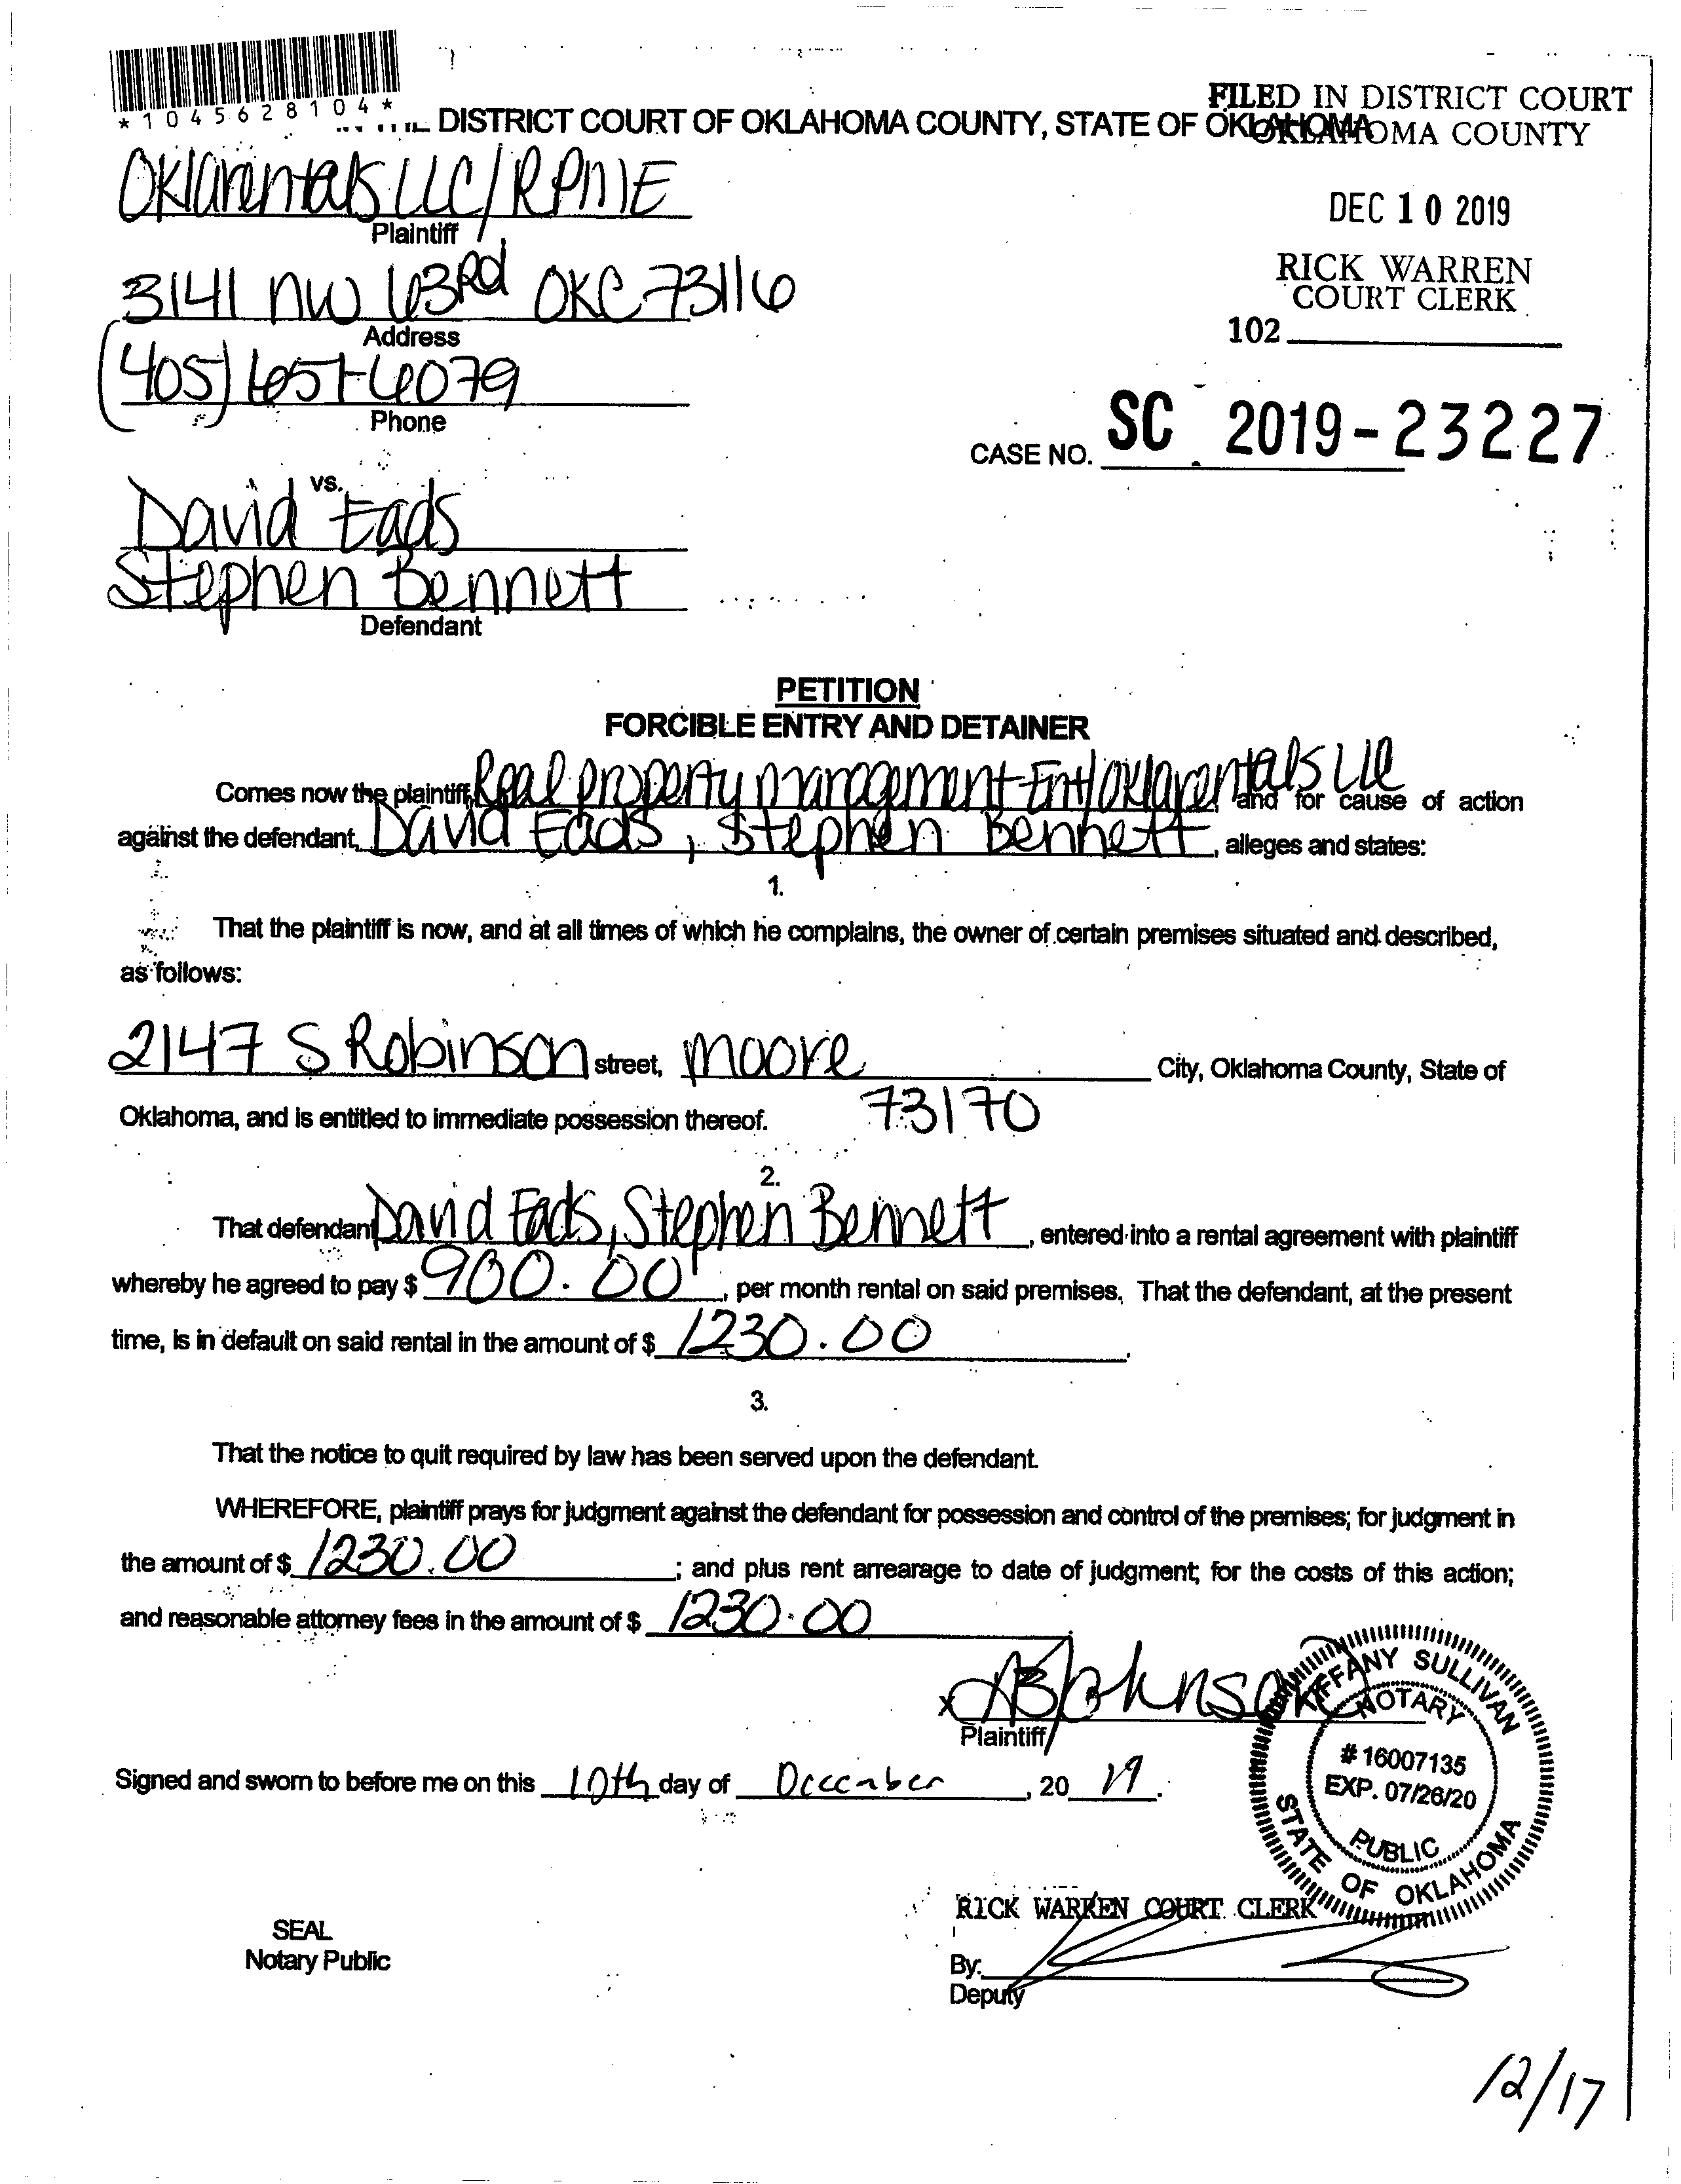 *1045628104*
FILED IN DISTRICT COURT
DISTRICT COURT OF OKLAHOMA COUNTY, STATE OF OKLAHOMA
OKLAHOMA COUNTY
Oklarentals LLC/RPME
Plaintiff
DEC 10 2019
RICK WARREN
COURT CLERK
3141 NW 63Rd OKC 73116
Address
102
(405)
Phone
CASE NO. SC 2019-23227
vs.
David Eads
Stephen Bennett
Defendant
PETITION
FORCIBLE ENTRY AND DETAINER
Comes now the plaintiff, Real property management Ent/Oklarentals LLC and for cause of action
against the defendant, David Eads, Stephen Bennett, alleges and states:
1.
That the plaintiff is now, and at all times of which he complains, the owner of certain premises situated and described,
as follows:
2147 S Robinson street, Moore City, Oklahoma County, State of
Oklahoma, and is entitled to immediate possession thereof. 73170
2.
That defendant David Eads, Stephen Bennett, entered into a rental agreement with plaintiff
whereby he agreed to pay $ 900.00, per month rental on said premises. That the defendant, at the present
time, is in default on said rental in the amount of $ 1230.00.
3.
That the notice to quit required by law has been served upon the defendant.
WHEREFORE, plaintiff prays for judgment against the defendant for possession and control of the premises; for judgment in
the amount of $ 1230.00; and plus rent arrearage to date of judgment; for the costs of this action;
and reasonable attorney fees in the amount of $ 1230.00
x Johnson
Plaintiff
TIFFANY SULLIVAN
NOTARY
# 16007135
EXP. 07/26/20
PUBLIC
STATE OF OKLAHOMA
Signed and sworn to before me on this 10th day of December, 2019.
RICK WARREN COURT CLERK
SEAL
Notary Public
By:
Deputy
12/17